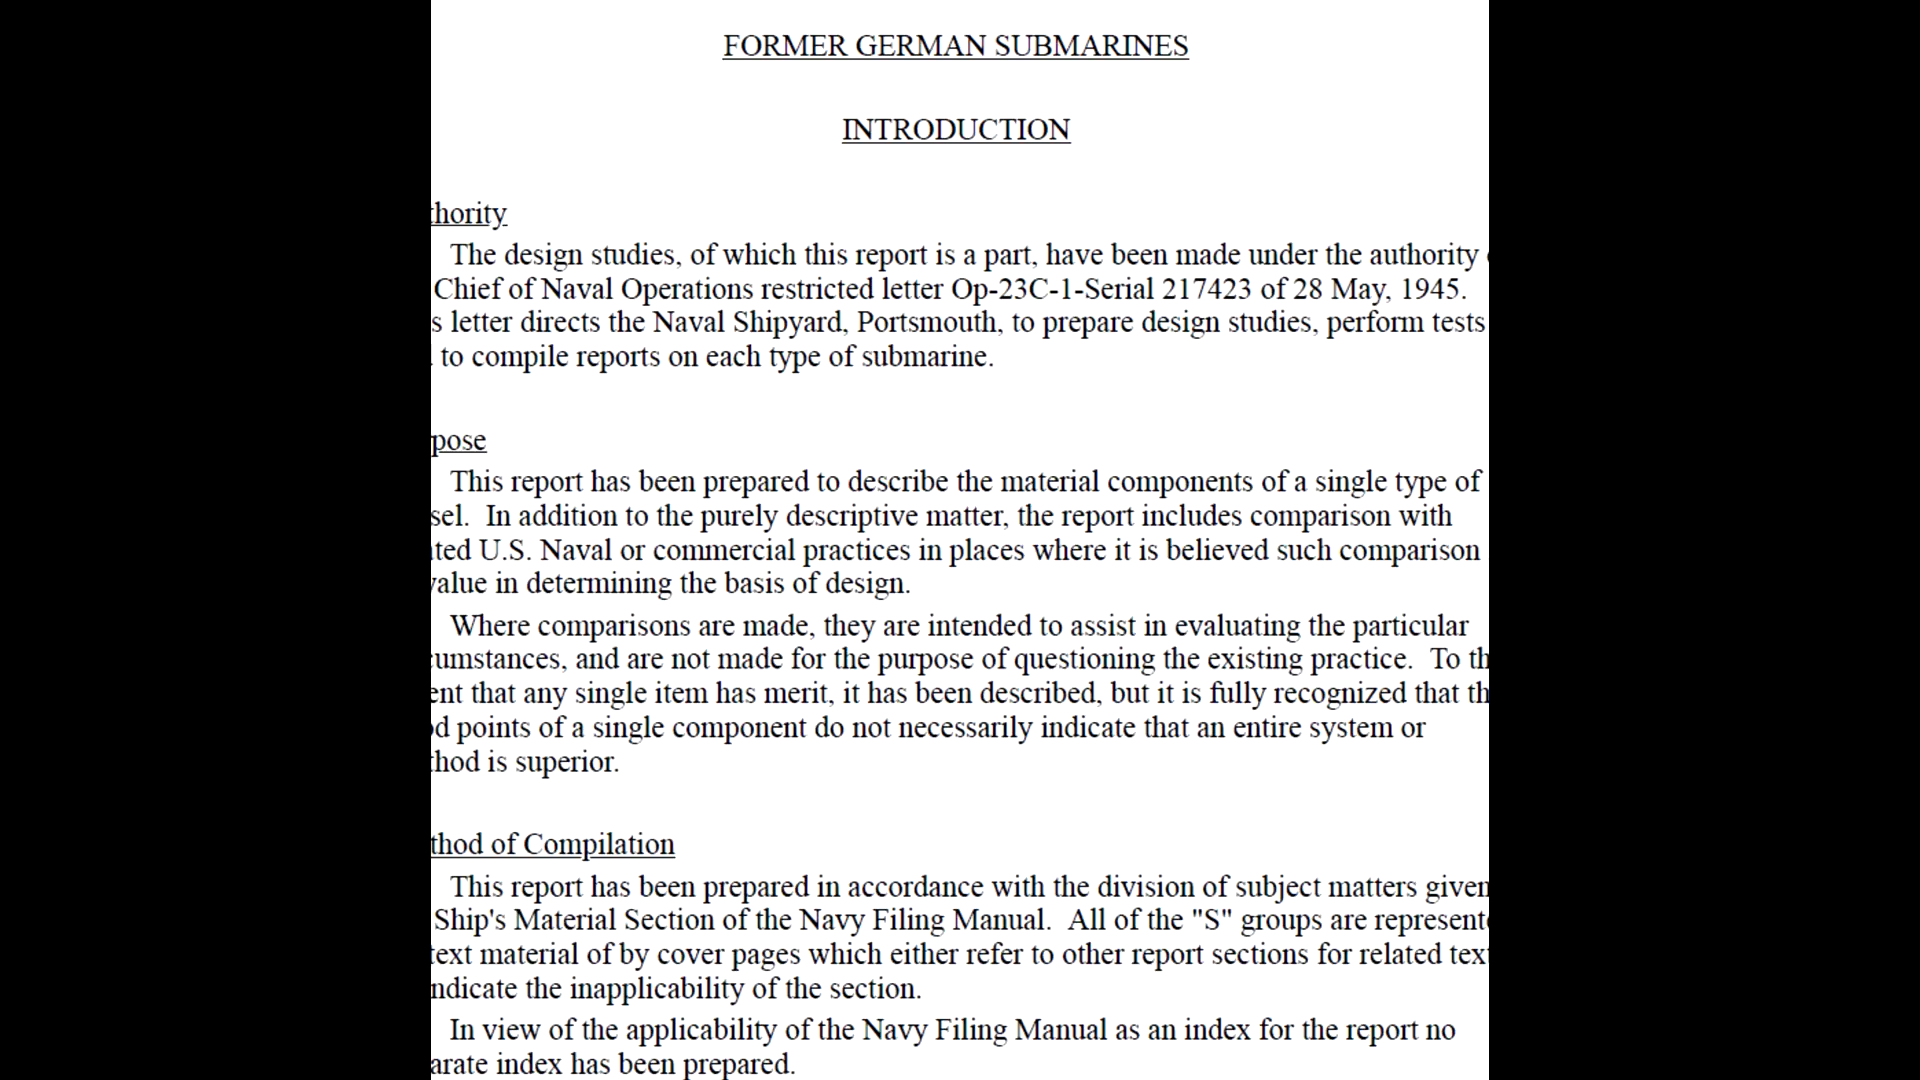 FORMER GERMAN SUBMARINES
INTRODUCTION
thority
The design studies, of which this report is a part, have been made under the authority
Chief of Naval Operations restricted letter Op-23C-1-Serial 217423 of 28 May, 1945.
s letter directs the Naval Shipyard, Portsmouth, to prepare design studies, perform tests
to compile reports on each type of submarine.
pose
This report has been prepared to describe the material components of a single type of
sel. In addition to the purely descriptive matter, the report includes comparison with
ted U.S. Naval or commercial practices in places where it is believed such comparison
value in determining the basis of design.
Where comparisons are made, they are intended to assist in evaluating the particular
cumstances, and are not made for the purpose of questioning the existing practice. To th
ent that any single item has merit, it has been described, but it is fully recognized that th
od points of a single component do not necessarily indicate that an entire system or
thod is superior.
thod of Compilation
This report has been prepared in accordance with the division of subject matters given
Ship's Material Section of the Navy Filing Manual. All of the "S" groups are represente
text material of by cover pages which either refer to other report sections for related text
ndicate the inapplicability of the section.
In view of the applicability of the Navy Filing Manual as an index for the report no
arate index has been prepared.